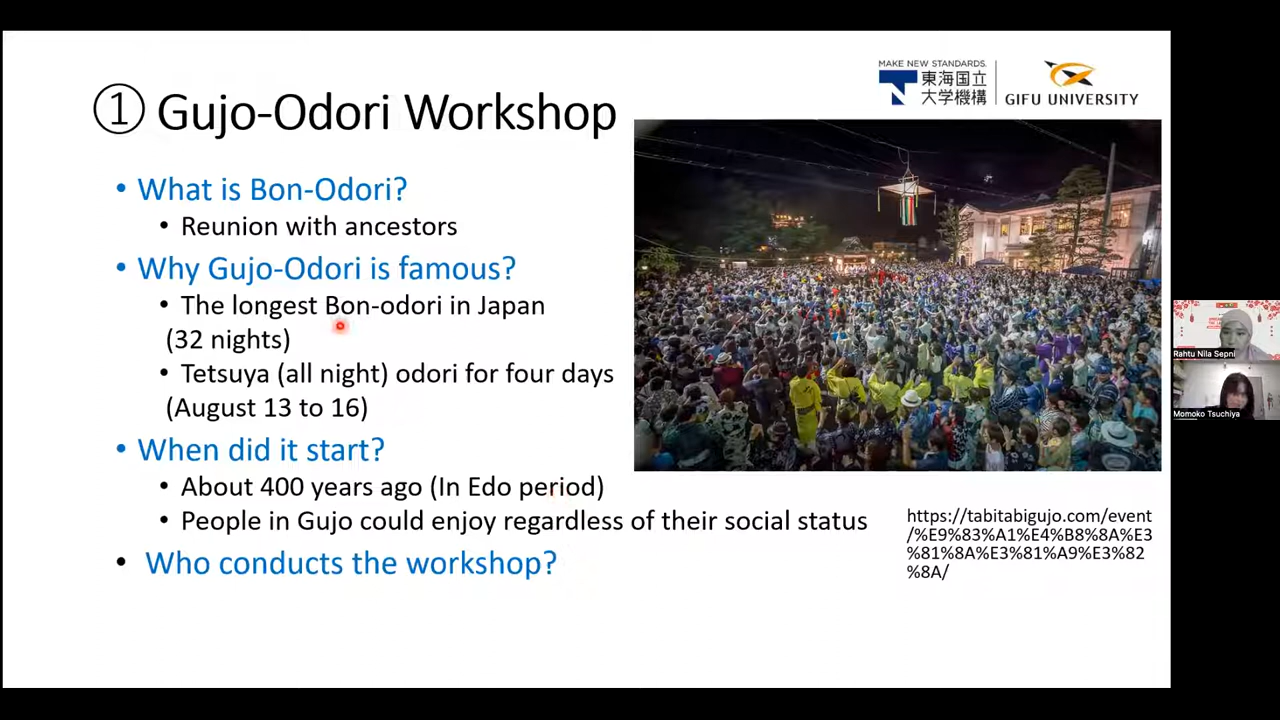 ① Gujo-Odori Workshop
MAKE NEW STANDARDS.
東海国立
大学機構
GIFU UNIVERSITY
• What is Bon-Odori?
• Reunion with ancestors
• Why Gujo-Odori is famous?
• The longest Bon-odori in Japan
(32 nights)
• Tetsuya (all night) odori for four days
(August 13 to 16)
• When did it start?
• About 400 years ago (In Edo period)
• People in Gujo could enjoy regardless of their social status
• Who conducts the workshop?
https://tabitabigujo.com/event
/%E9%83%A1%E4%B8%8A%E3
%81%8A%E3%81%A9%E3%82
%8A/
Rahtu Nila Sepni
Momoko Tsuchiya